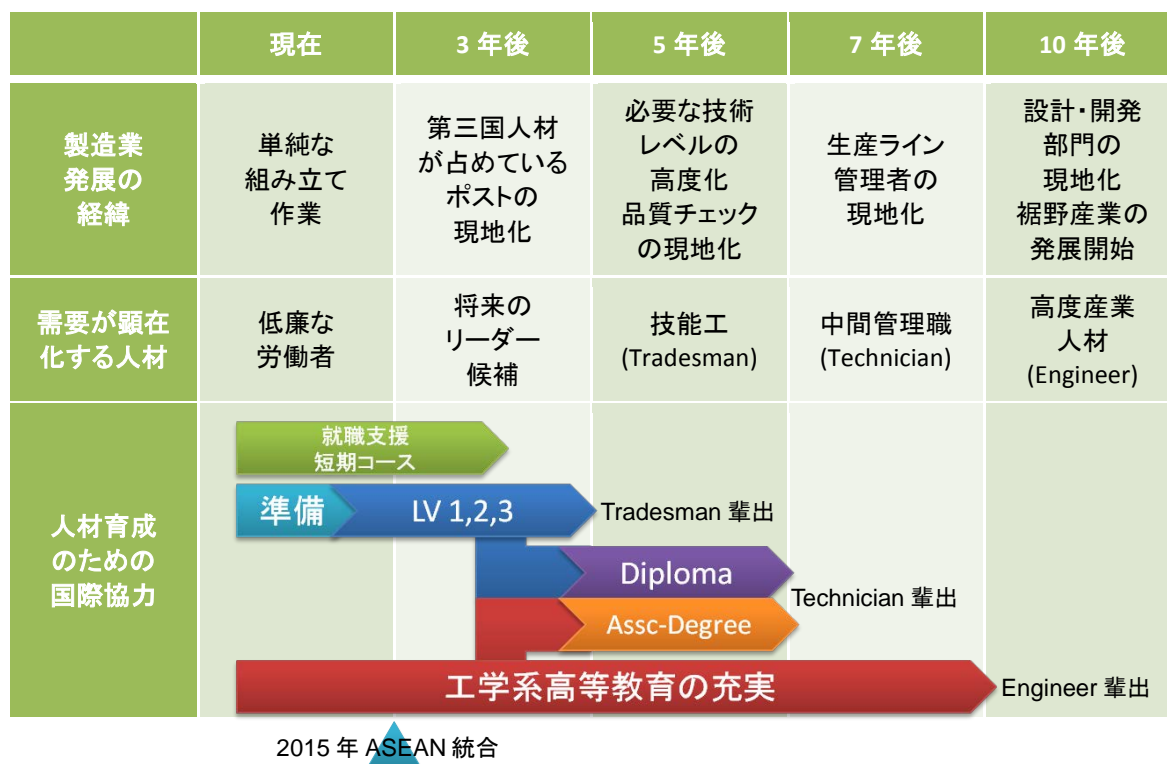 現在
3 年後
5 年後
7 年後
10 年後
製造業
発展の
経緯
単純な
組み立て
作業
第三国人材
が占めている
ポストの
現地化
必要な技術
レベルの
高度化
品質チェック
の現地化
生産ライン
管理者の
現地化
設計・開発
部門の
現地化
裾野産業の
発展開始
需要が顕在
化する人材
低廉な
労働者
将来の
リーダー
候補
技能工
(Tradesman)
中間管理職
(Technician)
高度産業
人材
(Engineer)
人材育成
のための
国際協力
就職支援
短期コース
準備
LV 1,2,3
Tradesman 輩出
Diploma
Technician 輩出
Assc-Degree
工学系高等教育の充実
Engineer 輩出
2015 年 ASEAN 統合